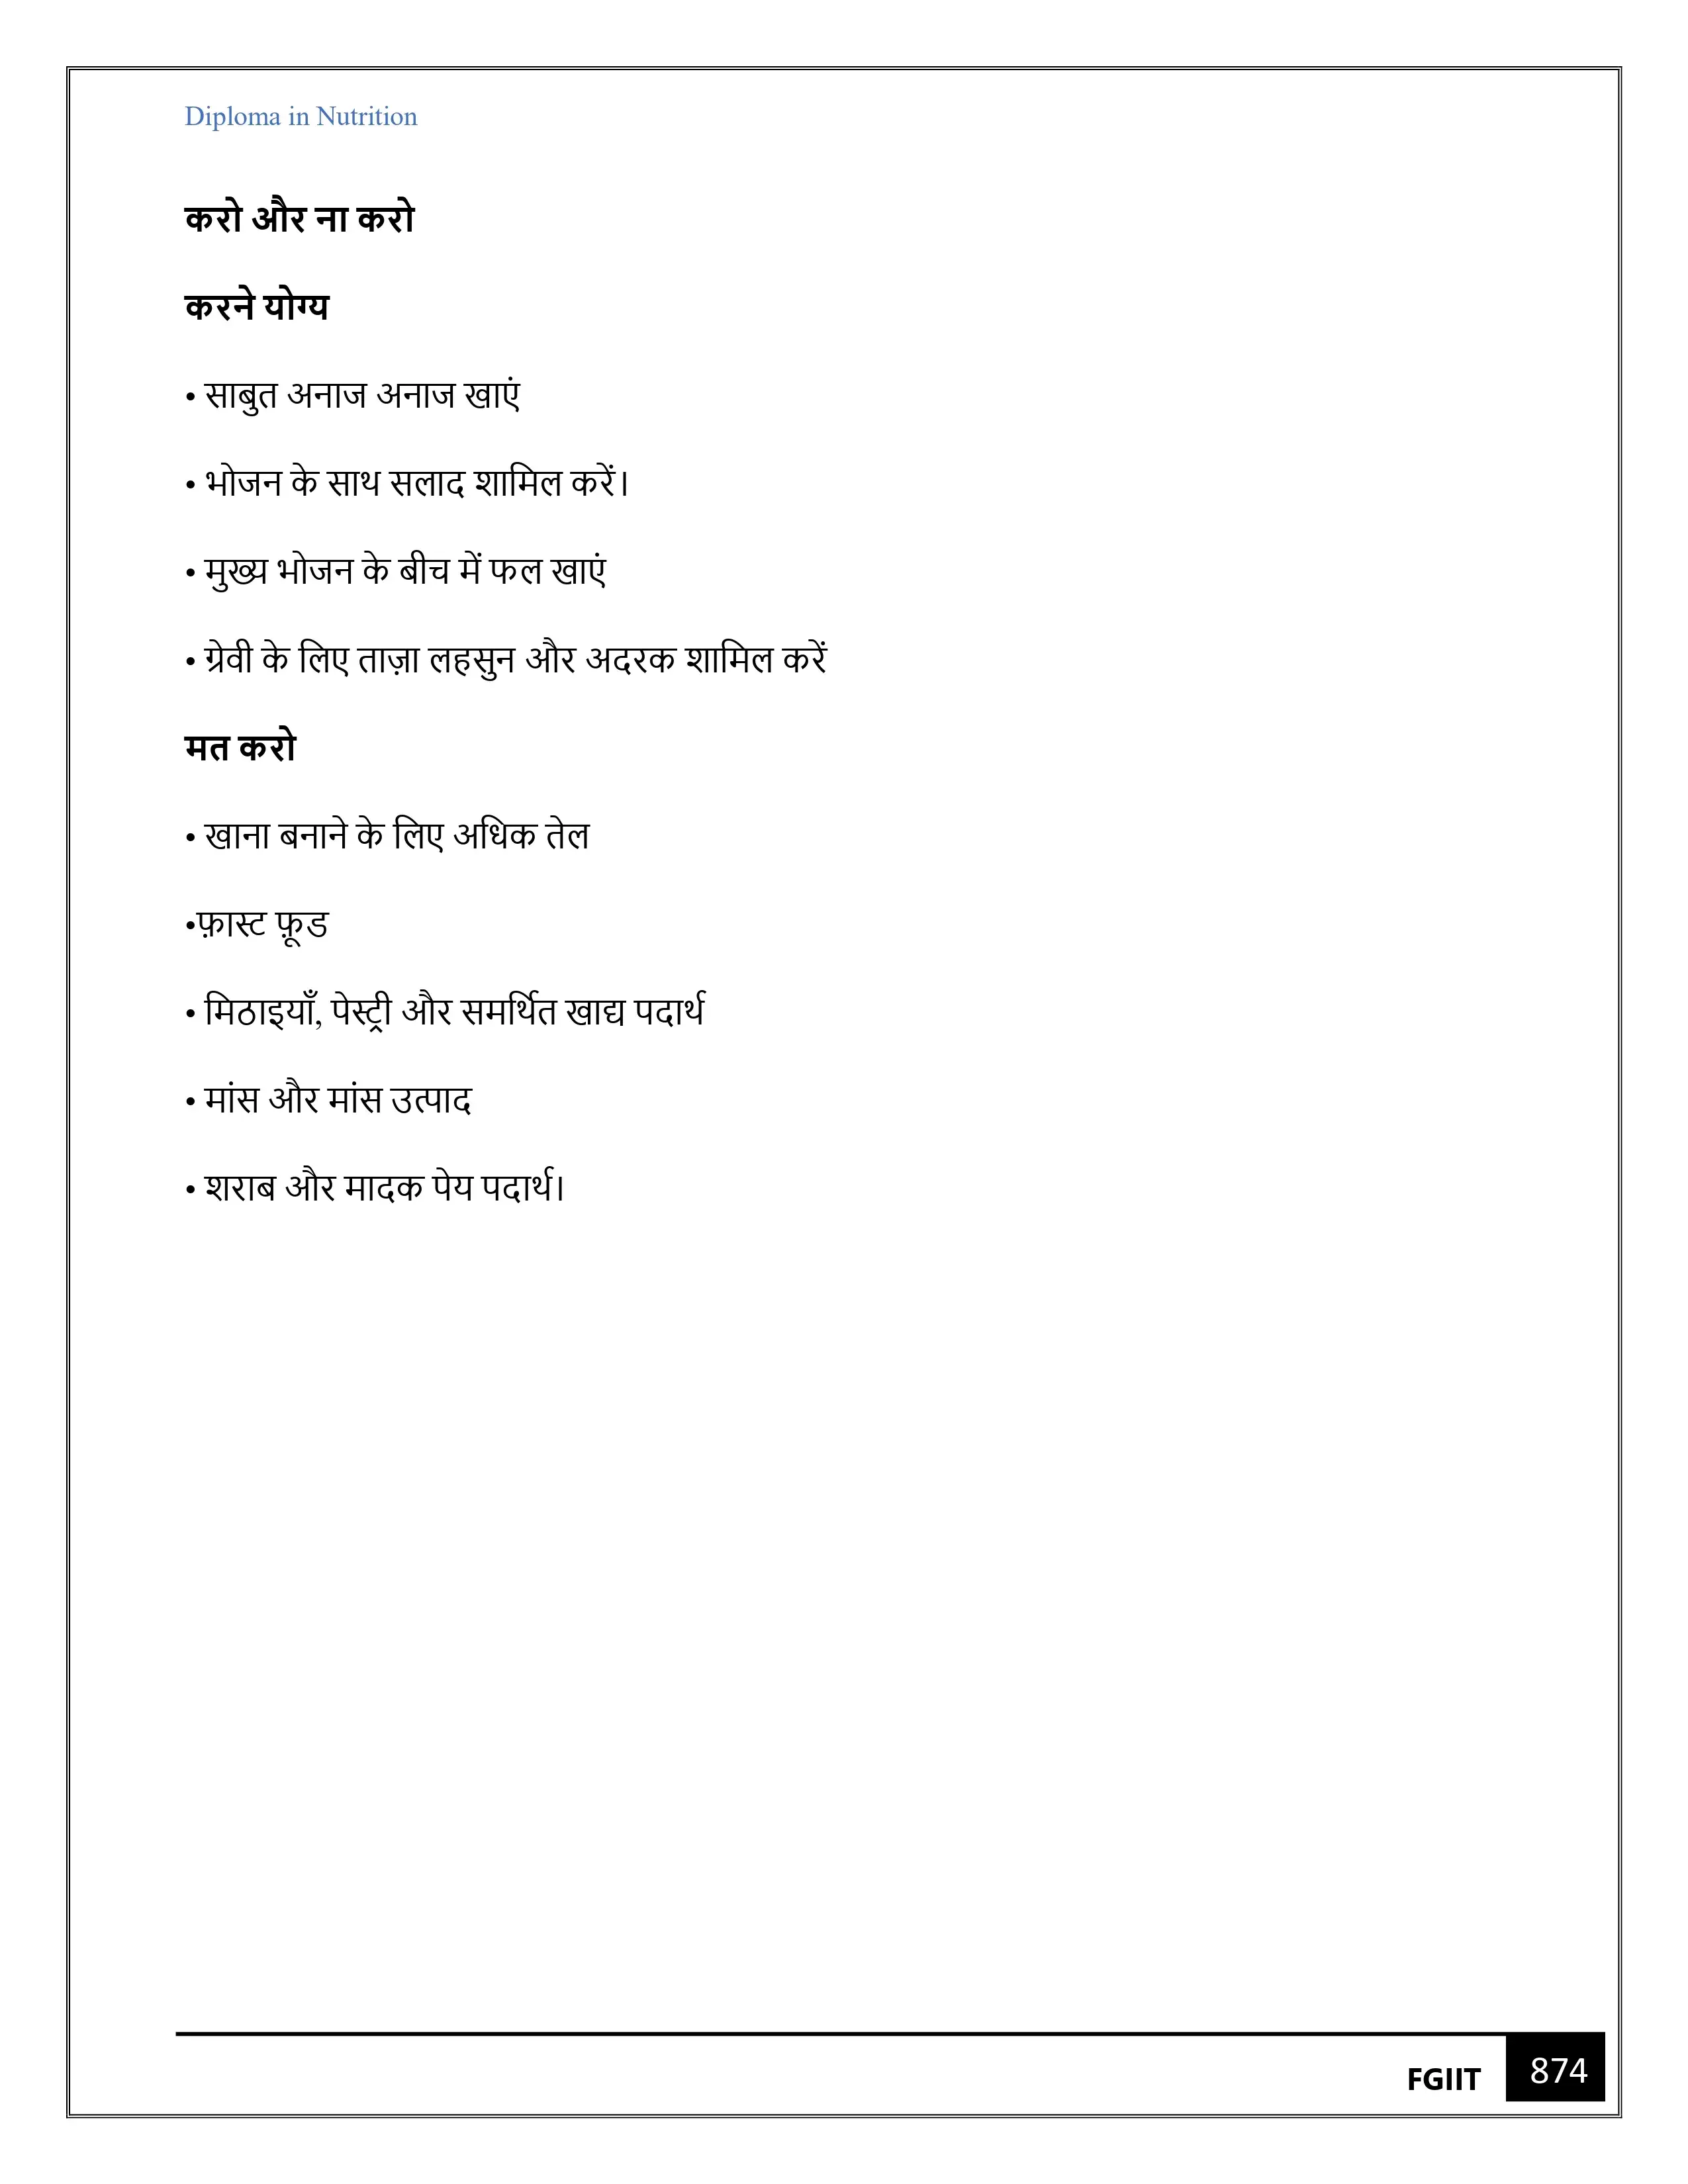 Diploma in Nutrition
करो और ना करो
करने योग्य
• साबुत अनाज अनाज खाएं
• भोजन के साथ सलाद शामिल करें।
• मुख्य भोजन के बीच में फल खाएं
• ग्रेवी के लिए ताज़ा लहसुन और अदरक शामिल करें
मत करो
• खाना बनाने के लिए अधिक तेल
•फ़ास्ट फ़ूड
• मिठाइयाँ, पेस्ट्री और समर्थित खाद्य पदार्थ
• मांस और मांस उत्पाद
• शराब और मादक पेय पदार्थ।
FGIIT 874